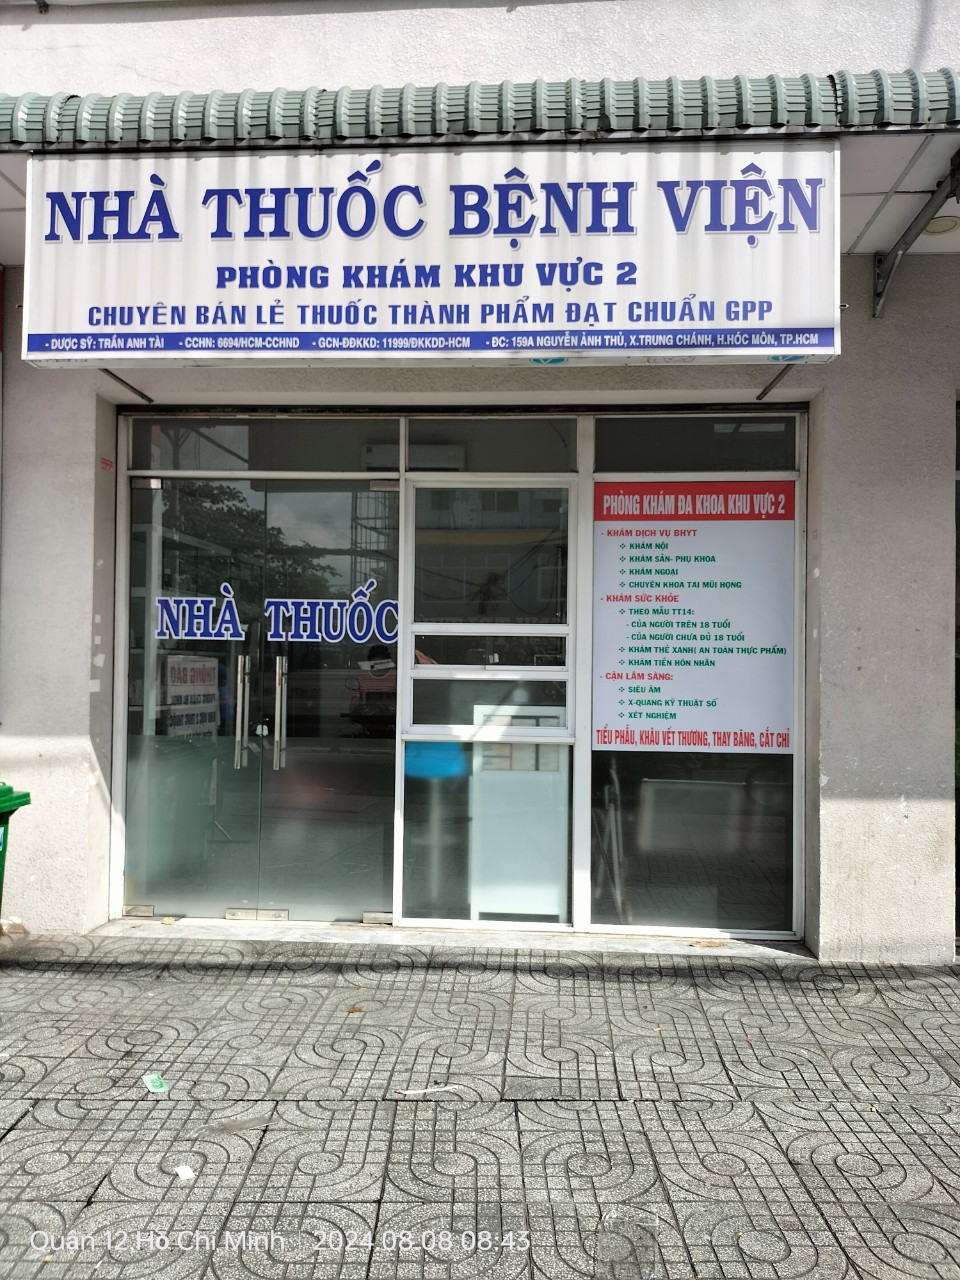 NHÀ THUỐC BỆNH VIỆN
PHÒNG KHÁM KHU VỰC 2
CHUYÊN BÁN LẺ THUỐC THÀNH PHẨM ĐẠT CHUẨN GPP
- DƯỢC SỸ: TRẦN ANH TÀI - CCHN: 6694/HCM-CCHND - GCN-ĐĐKKD: 11999/ĐKKDD-HCM - ĐC: 159A NGUYỄN ẢNH THỦ, X.TRUNG CHÁNH, H.HÓC MÔN, TP.HCM
NHÀ THUỐC
THÔNG BÁO
PHÒNG KHÁM ĐA KHOA KHU VỰC 2
- KHÁM DỊCH VỤ BHYT
❖ KHÁM NỘI
❖ KHÁM SẢN- PHỤ KHOA
❖ KHÁM NGOẠI
❖ CHUYÊN KHOA TAI MŨI HỌNG
- KHÁM SỨC KHỎE
❖ THEO MẪU TT14:
- CỦA NGƯỜI TRÊN 18 TUỔI
- CỦA NGƯỜI CHƯA ĐỦ 18 TUỔI
❖ KHÁM THẺ XANH( AN TOÀN THỰC PHẨM)
❖ KHÁM TIỀN HÔN NHÂN
- CẬN LÂM SÀNG:
❖ SIÊU ÂM
❖ X-QUANG KỸ THUẬT SỐ
❖ XÉT NGHIỆM
TIỂU PHẪU, KHÂU VẾT THƯƠNG, THAY BĂNG, CẮT CHỈ
Quận 12,Hồ Chí Minh 2024.08.08 08:43